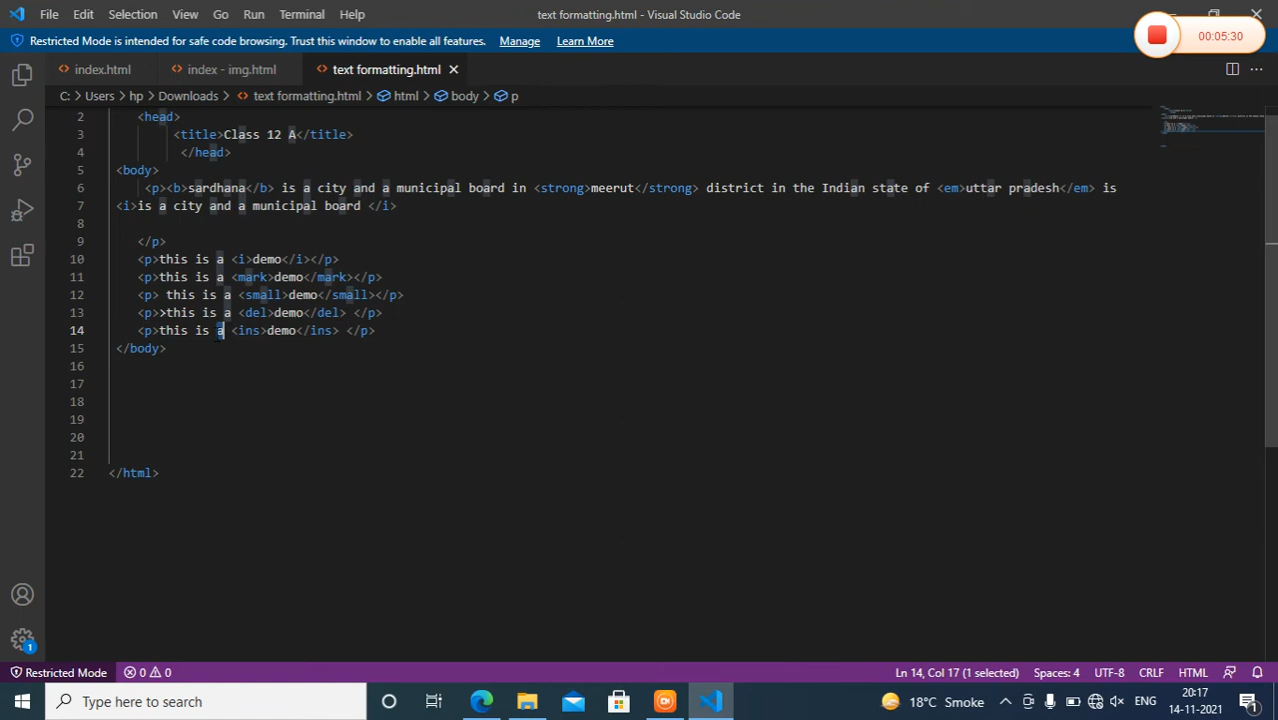 File Edit Selection View Go Run Terminal Help text formatting.html - Visual Studio Code
Restricted Mode is intended for safe code browsing. Trust this window to enable all features. Manage Learn More
00:05:30
index.html index - img.html text formatting.html
C: > Users > hp > Downloads > text formatting.html > html > body > p
2 <head>
3 <title>Class 12 A</title>
4 </head>
5 <body>
6 <p><b>sardhana</b> is a city and a municipal board in <strong>meerut</strong> district in the Indian state of <em>uttar pradesh</em> is
7 <i>is a city and a municipal board </i>
8
9 </p>
10 <p>this is a <i>demo</i></p>
11 <p>this is a <mark>demo</mark></p>
12 <p> this is a <small>demo</small></p>
13 <p>>this is a <del>demo</del> </p>
14 <p>this is a <ins>demo</ins> </p>
15 </body>
16
17
18
19
20
21
22 </html>
1
Restricted Mode 0 0 Ln 14, Col 17 (1 selected) Spaces: 4 UTF-8 CRLF HTML
Type here to search 18°C Smoke ENG 20:17
14-11-2021 1